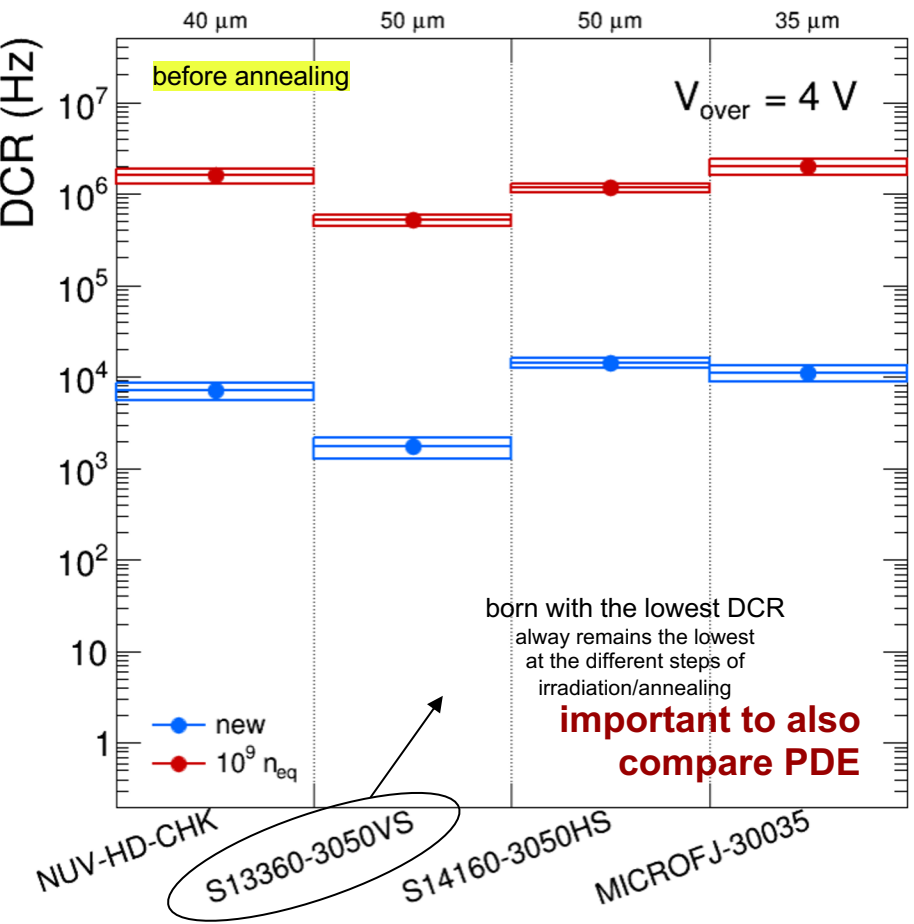 40 μm 50 μm 50 μm 35 μm
DCR (Hz)
before annealing
V_over = 4 V
10^7
10^6
10^5
10^4
10^3
10^2
10
1
born with the lowest DCR
alway remains the lowest
at the different steps of
irradiation/annealing
important to also
compare PDE
new
10^9 n_eq
NUV-HD-CHK
S13360-3050VS
S14160-3050HS
MICROFJ-30035